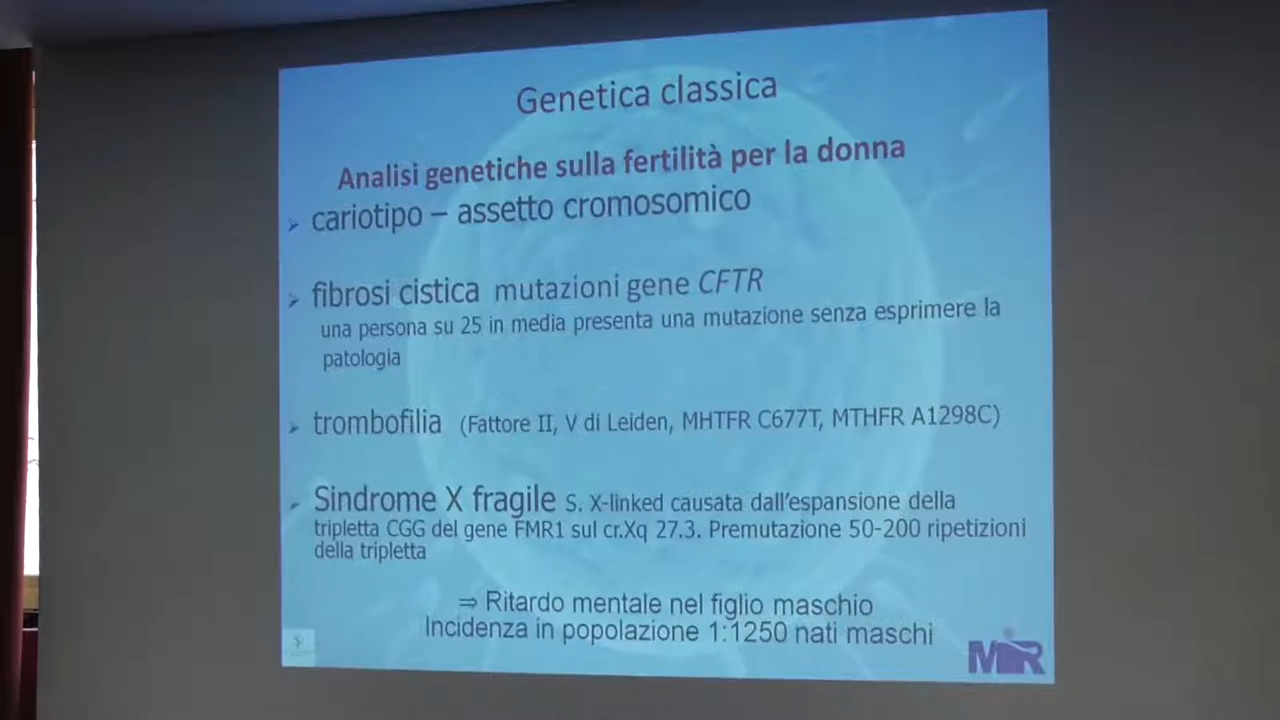 Genetica classica
Analisi genetiche sulla fertilità per la donna
cariotipo – assetto cromosomico
fibrosi cistica mutazioni gene CFTR
una persona su 25 in media presenta una mutazione senza esprimere la
patologia
trombofilia (Fattore II, V di Leiden, MHTFR C677T, MTHFR A1298C)
Sindrome X fragile S. X-linked causata dall'espansione della
tripletta CGG del gene FMR1 sul cr.Xq 27.3. Premutazione 50-200 ripetizioni
della tripletta
⇒ Ritardo mentale nel figlio maschio
Incidenza in popolazione 1:1250 nati maschi
MIR